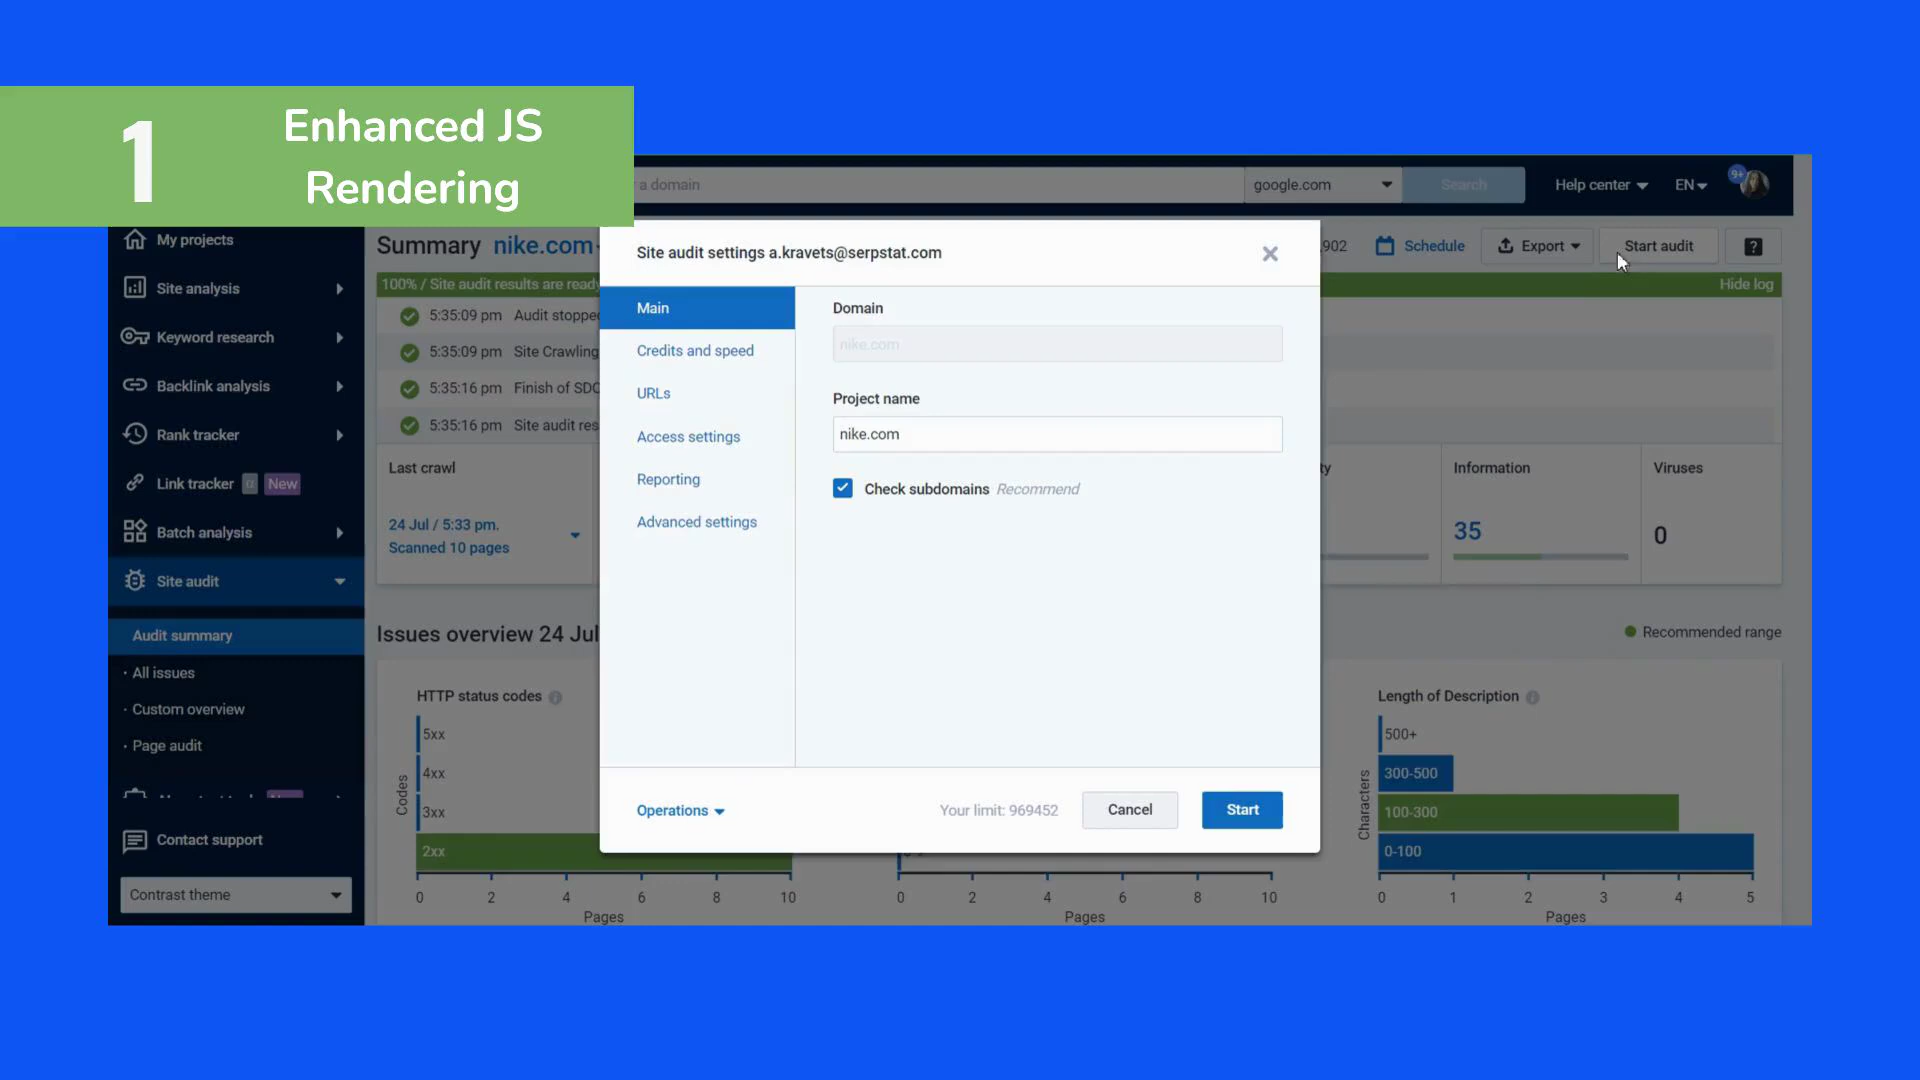 1
Enhanced JS
Rendering
a domain
google.com
Search
Help center
EN
9+
My projects
Site analysis
Keyword research
Backlink analysis
Rank tracker
Link tracker α New
Batch analysis
Site audit
Audit summary
· All issues
· Custom overview
· Page audit
Contact support
Contrast theme
Summary nike.com
,902
Schedule
Export
Start audit
?
100% / Site audit results are ready
Hide log
5:35:09 pm Audit stoppe
5:35:09 pm Site Crawling
5:35:16 pm Finish of SDO
5:35:16 pm Site audit res
Last crawl
24 Jul / 5:33 pm.
Scanned 10 pages
ty
Information
35
Viruses
0
Issues overview 24 Jul
Recommended range
HTTP status codes
Codes
5xx
4xx
3xx
2xx
0 2 4 6 8 10
Pages
0 2 4 6 8 10
Pages
Length of Description
Characters
500+
300-500
100-300
0-100
0 1 2 3 4 5
Pages
Site audit settings a.kravets@serpstat.com
Main
Credits and speed
URLs
Access settings
Reporting
Advanced settings
Domain
nike.com
Project name
nike.com
Check subdomains Recommend
Operations
Your limit: 969452
Cancel
Start